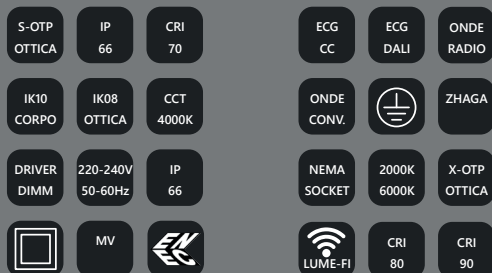 S-OTP
OTTICA
IP
66
CRI
70
ECG
CC
ECG
DALI
ONDE
RADIO
IK10
CORPO
IK08
OTTICA
CCT
4000K
ONDE
CONV.
ZHAGA
DRIVER
DIMM
220-240V
50-60Hz
IP
66
NEMA
SOCKET
2000K
6000K
X-OTP
OTTICA
MV
ENEC
LUME-FI
CRI
80
CRI
90